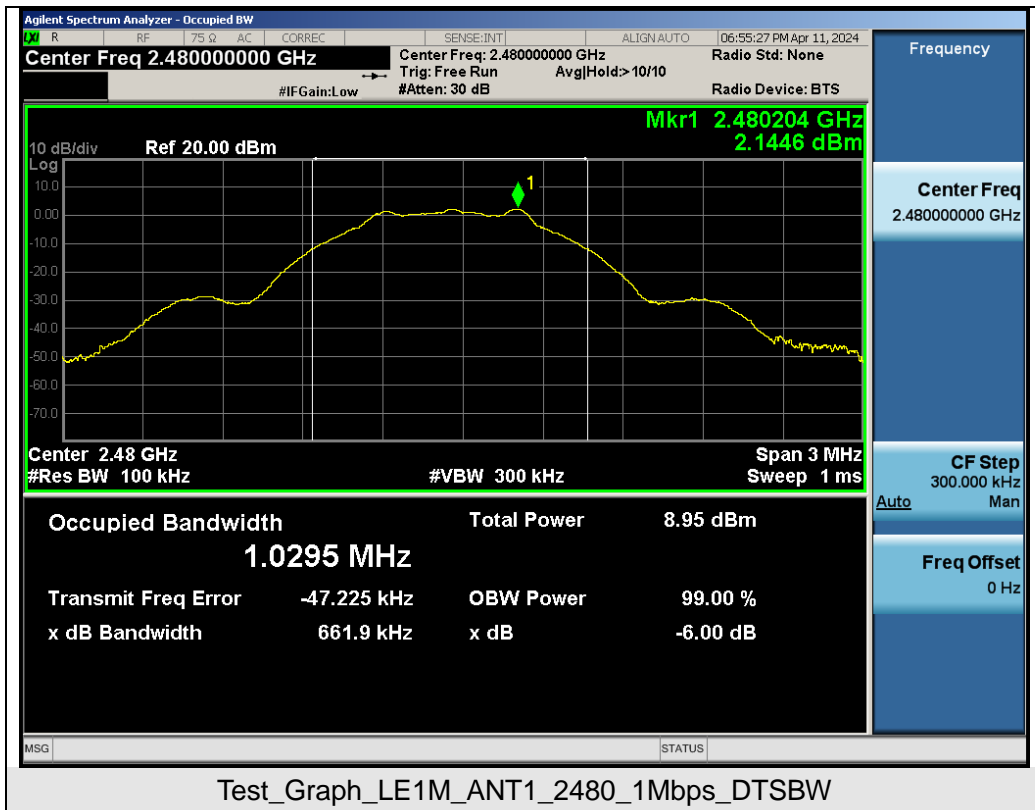 Agilent Spectrum Analyzer - Occupied BW
LXI R RF 75 Ω AC CORREC SENSE:INT ALIGN AUTO 06:55:27 PM Apr 11, 2024
Center Freq 2.480000000 GHz Center Freq: 2.480000000 GHz Radio Std: None Frequency
Trig: Free Run Avg|Hold:>10/10
#IFGain:Low #Atten: 30 dB Radio Device: BTS
Mkr1 2.480204 GHz
10 dB/div Ref 20.00 dBm 2.1446 dBm
Log
10.0
0.00
-10.0
-20.0
-30.0
-40.0
-50.0
-60.0
-70.0
1
Center Freq
2.480000000 GHz
Center 2.48 GHz Span 3 MHz
#Res BW 100 kHz #VBW 300 kHz Sweep 1 ms
CF Step
300.000 kHz
Auto Man
Occupied Bandwidth Total Power 8.95 dBm
1.0295 MHz
Freq Offset
0 Hz
Transmit Freq Error -47.225 kHz OBW Power 99.00 %
x dB Bandwidth 661.9 kHz x dB -6.00 dB
MSG STATUS
Test_Graph_LE1M_ANT1_2480_1Mbps_DTSBW